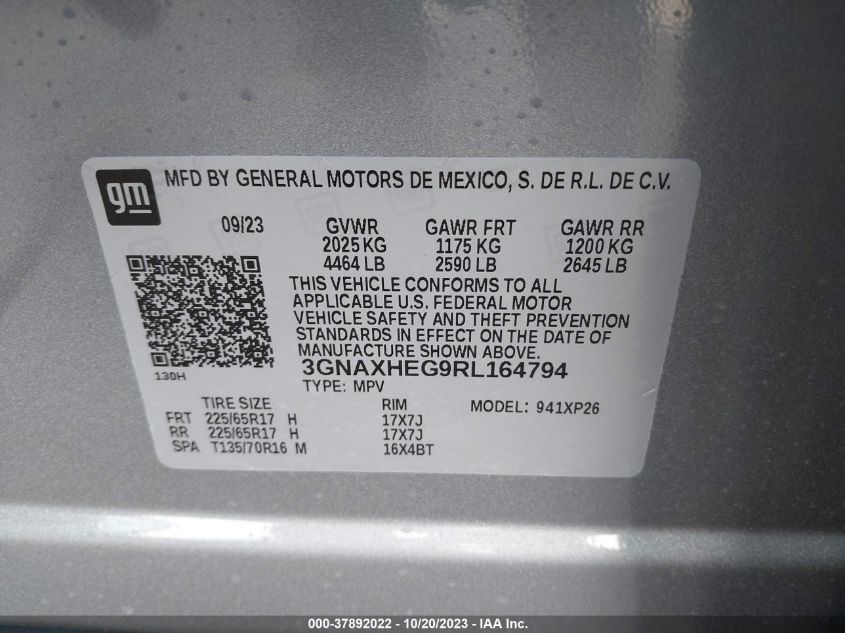 gm
MFD BY GENERAL MOTORS DE MEXICO, S. DE R.L. DE C.V.
09/23 GVWR GAWR FRT GAWR RR
2025 KG 1175 KG 1200 KG
4464 LB 2590 LB 2645 LB
THIS VEHICLE CONFORMS TO ALL
APPLICABLE U.S. FEDERAL MOTOR
VEHICLE SAFETY AND THEFT PREVENTION
STANDARDS IN EFFECT ON THE DATE OF
MANUFACTURE SHOWN ABOVE.
130H
3GNAXHEG9RL164794
TYPE: MPV
TIRE SIZE RIM MODEL: 941XP26
FRT 225/65R17 H 17X7J
RR 225/65R17 H 17X7J
SPA T135/70R16 M 16X4BT
000-37892022 - 10/20/2023 - IAA Inc.